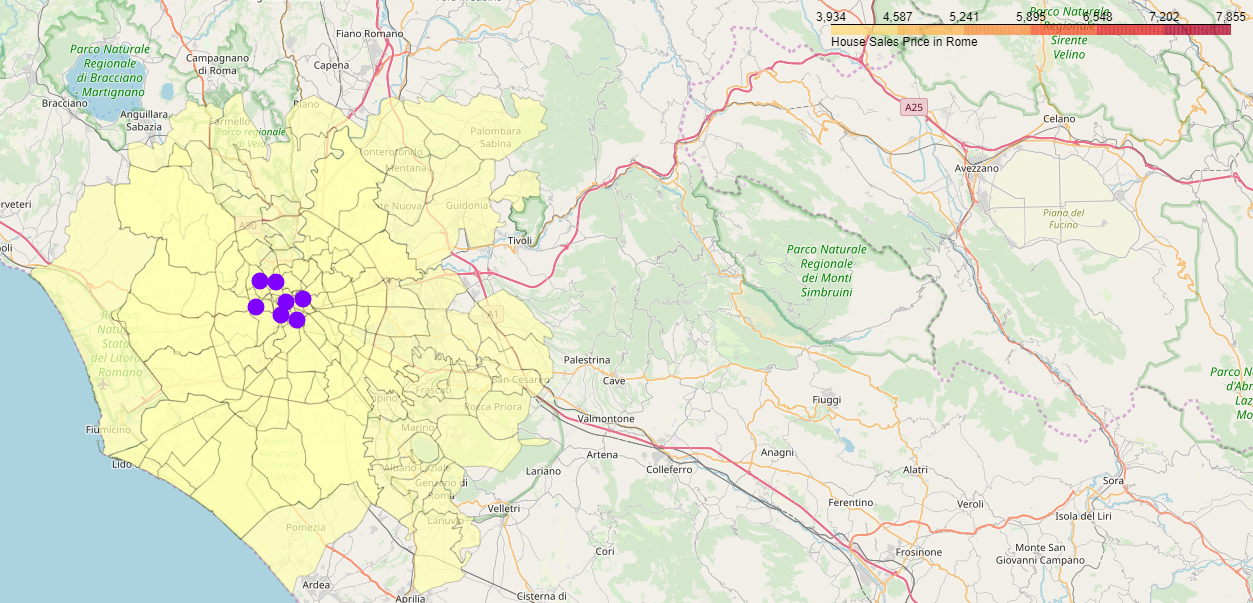 3,934 4,587 5,241 5,895 6,548 7,202 7,855
House Sales Price in Rome
Parco Naturale
Regionale
Sirente
Velino
Fiano Romano
Parco Naturale
Regionale
di Bracciano
Martignano
Campagnano
di Roma
Capena
Bracciano
Anguillara
Sabazia
Formello
Parco regionale
di Veio
Palombara
Sabina
Monterotondo
Mentana
A25
Celano
Avezzano
Fonte Nuova
Guidonia
A90
Tivoli
Piana del
Fucino
Parco Naturale
Regionale
dei Monti
Simbruini
A1
Palestrina
Cave
San Cesareo
Frascati
Ciampino
Rocca Priora
Valmontone
Fiuggi
Marino
Fiumicino
Lido
Albano Laziale
Genzano di
Roma
Lariano
Artena
Colleferro
Anagni
Alatri
Sora
Velletri
Lanuvio
Ferentino
Veroli
Isola del Liri
Pomezia
Cori
Frosinone
Monte San
Giovanni Campano
Ardea
Aprilia
Cisterna di